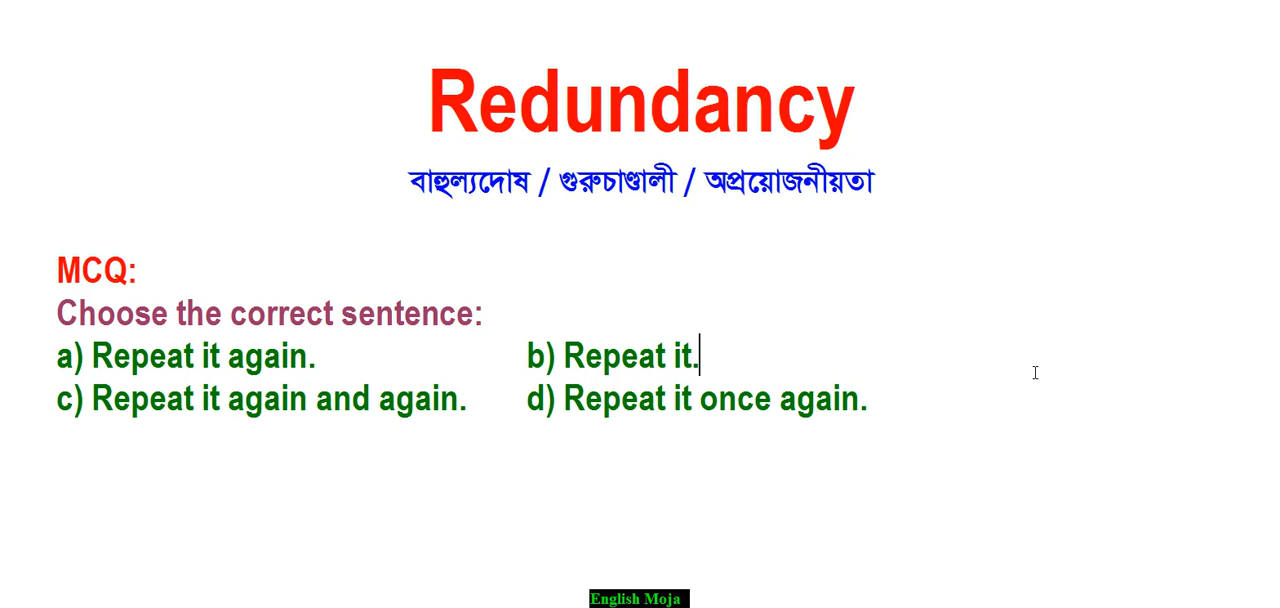 Redundancy
বাহুল্যদোষ / গুরুচাণ্ডালী / অপ্রয়োজনীয়তা
MCQ:
Choose the correct sentence:
a) Repeat it again. b) Repeat it.
c) Repeat it again and again. d) Repeat it once again.
English Moja